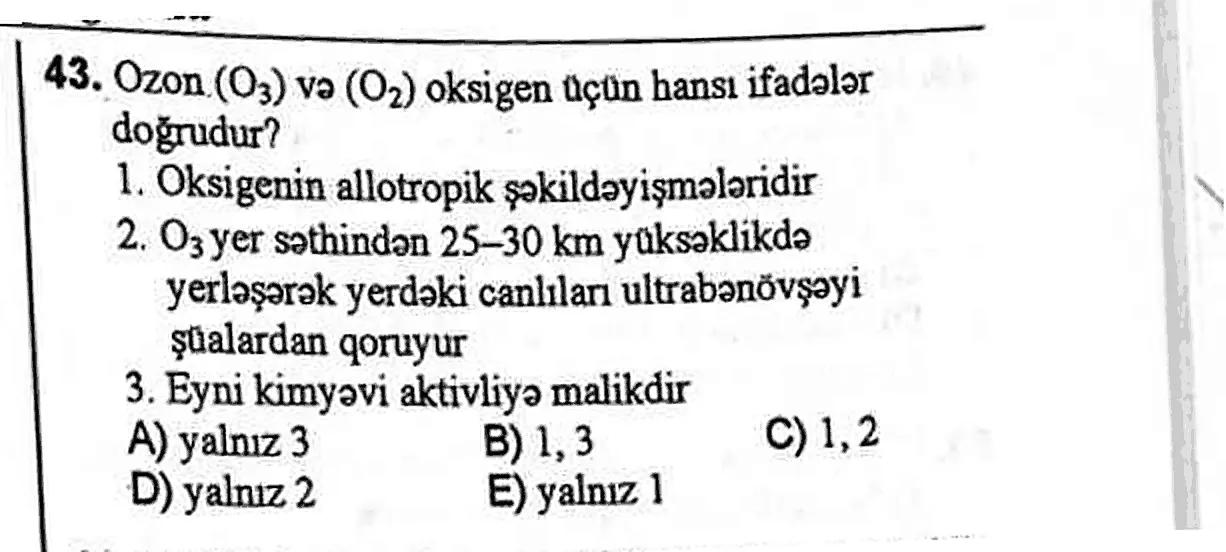 43. Ozon (O₃) və (O₂) oksigen üçün hansı ifadələr
doğrudur?
1. Oksigenin allotropik şəkildəyişmələridir
2. O₃ yer səthindən 25–30 km yüksəklikdə
yerləşərək yerdəki canlıları ultrabənövşəyi
şüalardan qoruyur
3. Eyni kimyəvi aktivliyə malikdir
A) yalnız 3 B) 1, 3 C) 1, 2
D) yalnız 2 E) yalnız 1